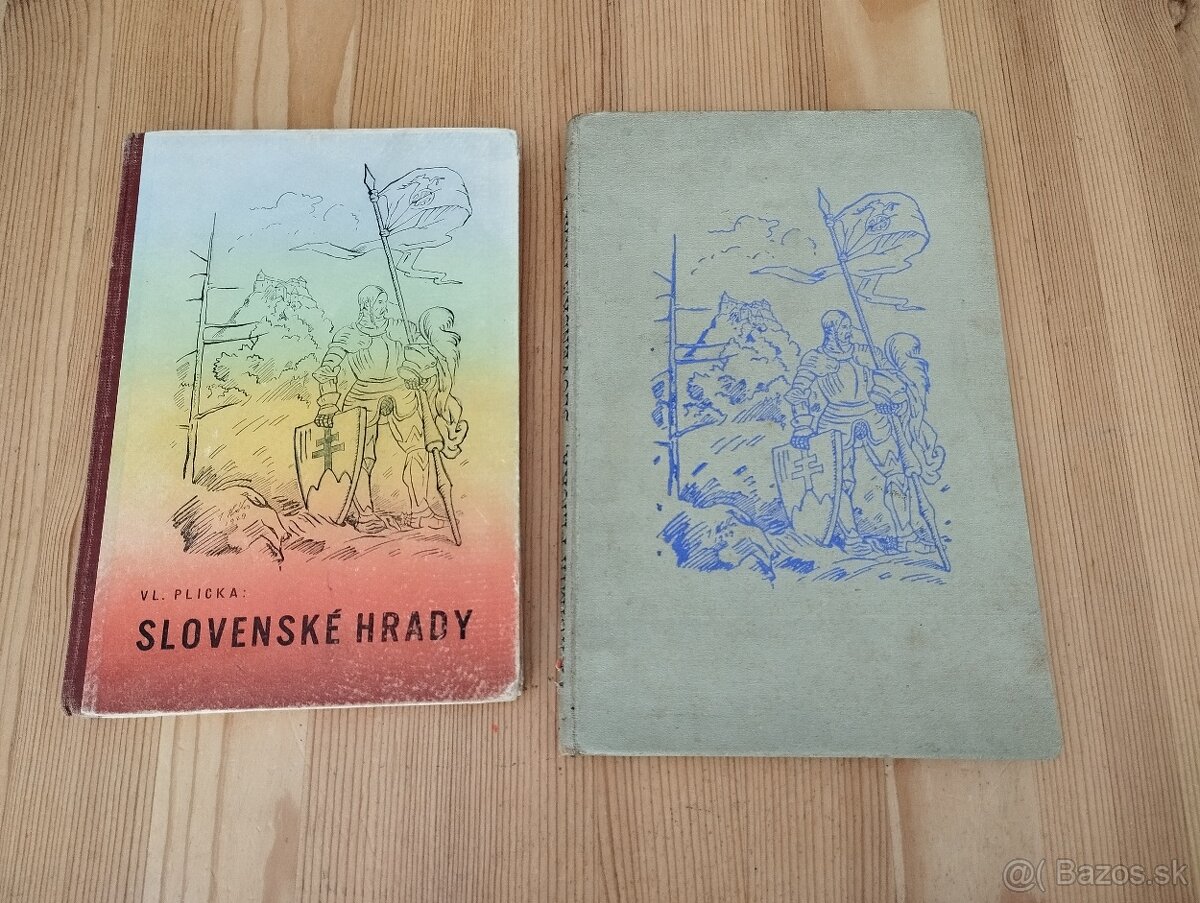 VL. PLICKA:
SLOVENSKÉ HRADY
@( Bazos.sk